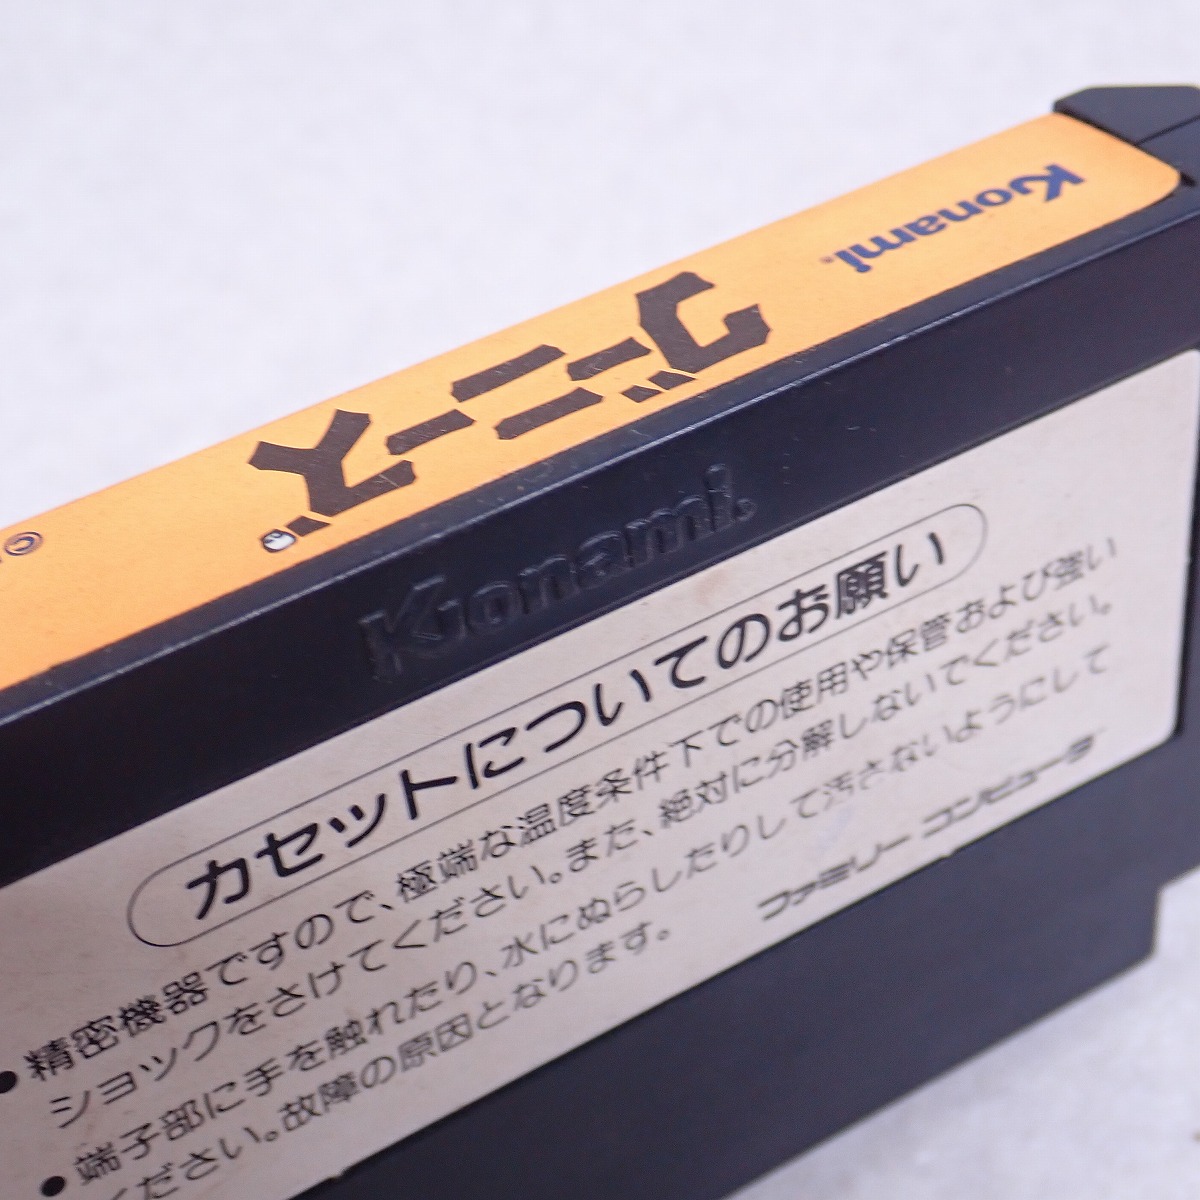 Konami®
グーニーズ
©
Konami®
カセットについてのお願い
●精密機器ですので、極端な温度条件下での使用や保管および強い
ショックをさけてください。また、絶対に分解しないでください。
●端子部に手を触れたり、水にぬらしたりして汚さないようにして
ください。故障の原因となります。
ファミリー コンピュータ